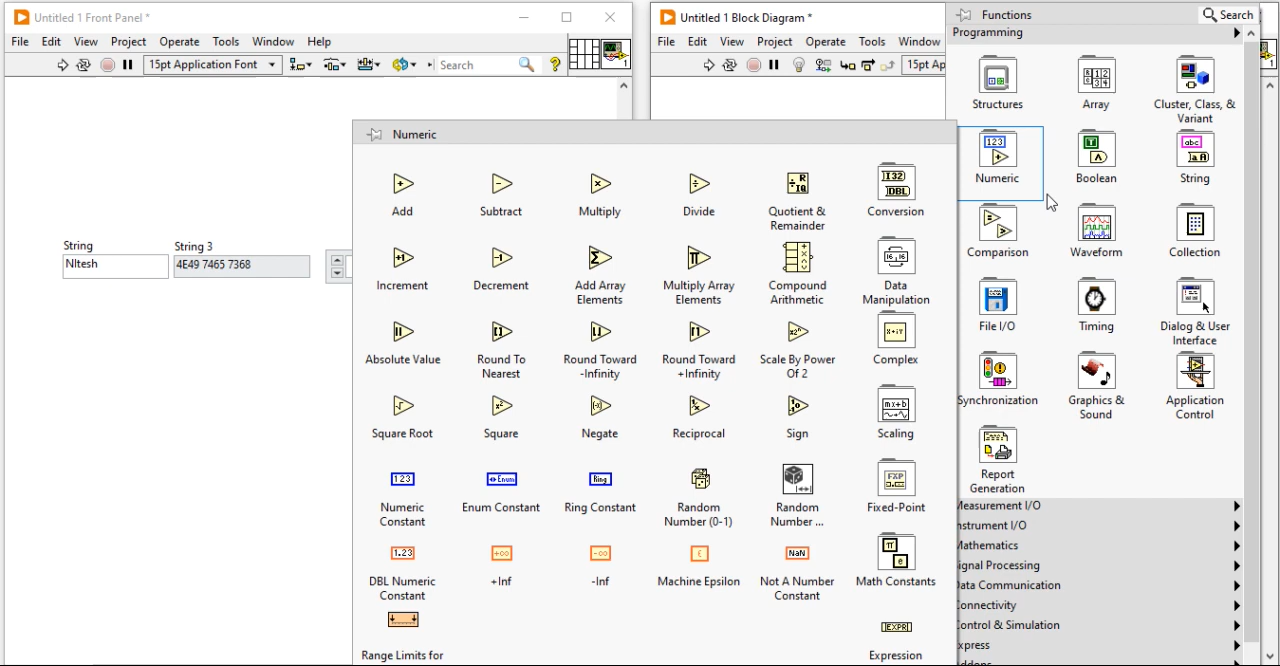 Untitled 1 Front Panel *
File Edit View Project Operate Tools Window Help
15pt Application Font
Search
String
NItesh
String 3
4E49 7465 7368
Untitled 1 Block Diagram *
File Edit View Project Operate Tools Window
15pt Ap
Numeric
Add Subtract Multiply Divide Quotient & Remainder Conversion
Increment Decrement Add Array Elements Multiply Array Elements Compound Arithmetic Data Manipulation
Absolute Value Round To Nearest Round Toward -Infinity Round Toward +Infinity Scale By Power Of 2 Complex
Square Root Square Negate Reciprocal Sign Scaling
Numeric Constant Enum Constant Ring Constant Random Number (0-1) Random Number ... Fixed-Point
DBL Numeric Constant +Inf -Inf Machine Epsilon Not A Number Constant Math Constants
Range Limits for Expression
Functions Search
Programming
Structures Array Cluster, Class, & Variant
Numeric Boolean String
Comparison Waveform Collection
File I/O Timing Dialog & User Interface
Synchronization Graphics & Sound Application Control
Report Generation
Measurement I/O
nstrument I/O
Mathematics
ignal Processing
Data Communication
Connectivity
Control & Simulation
xpress